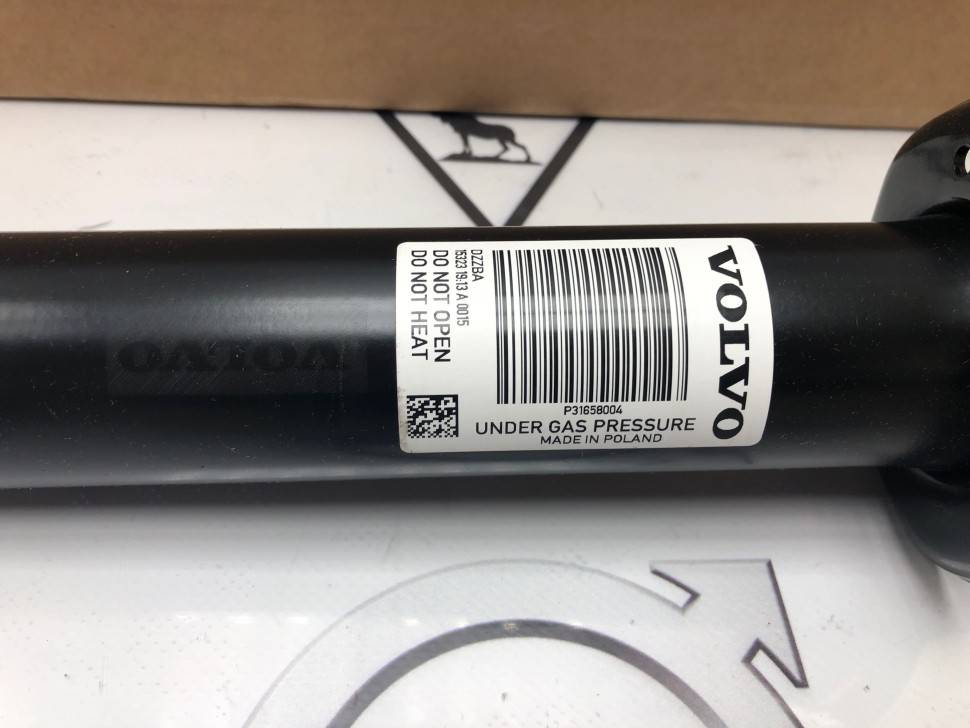 VOLVO
DZZBA
15323 19:13 A 0015
DO NOT OPEN
DO NOT HEAT
P31658004
UNDER GAS PRESSURE
MADE IN POLAND
VOLVO